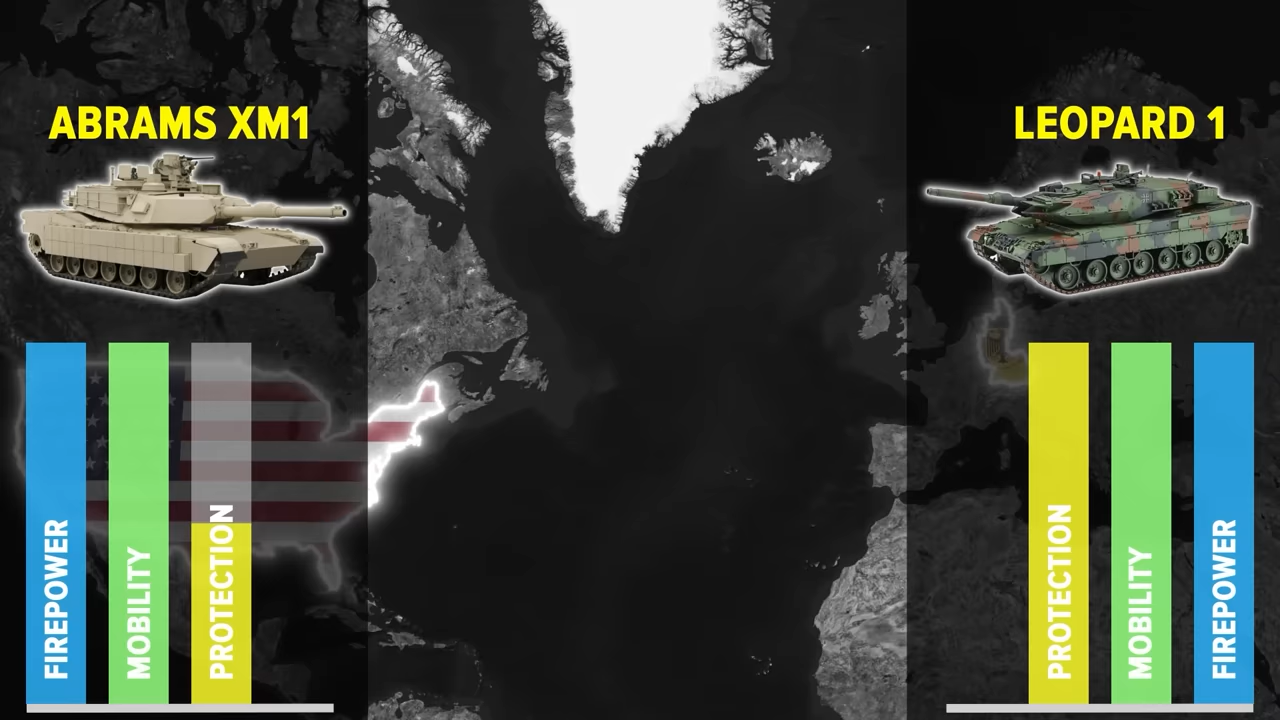 ABRAMS XM1
FIREPOWER
MOBILITY
PROTECTION
LEOPARD 1
PROTECTION
MOBILITY
FIREPOWER